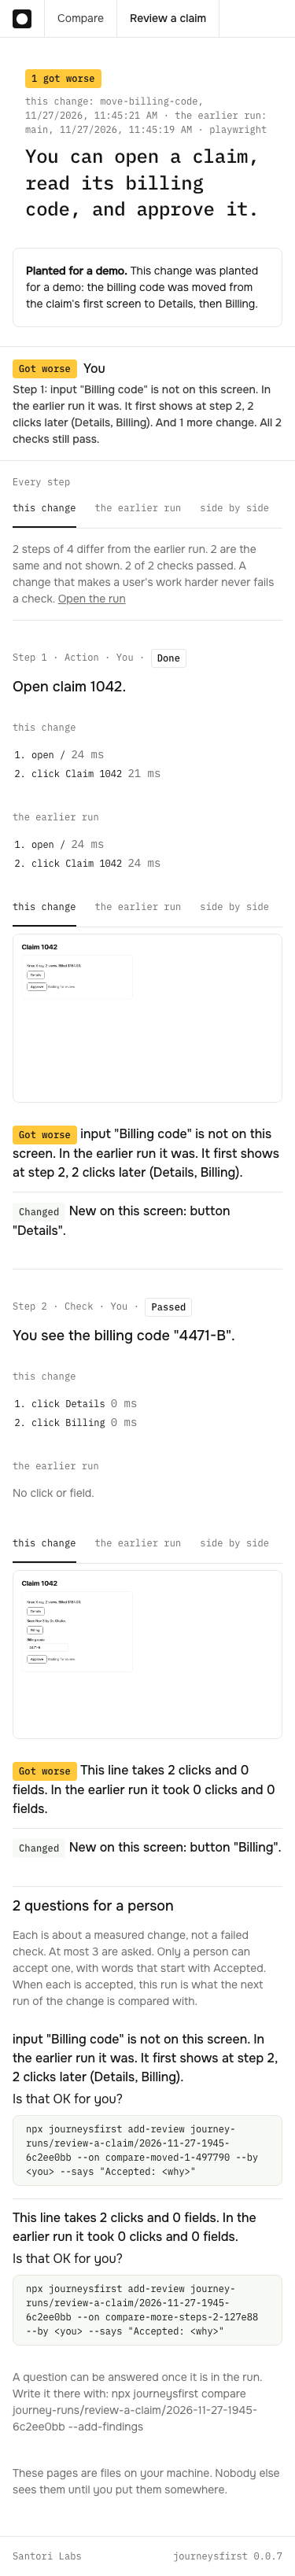 Compare
Review a claim
1 got worse
this change: move-billing-code,
11/27/2026, 11:45:21 AM · the earlier run:
main, 11/27/2026, 11:45:19 AM · playwright
You can open a claim,
read its billing
code, and approve it.
Planted for a demo. This change was planted
for a demo: the billing code was moved from
the claim's first screen to Details, then Billing.
Got worse You
Step 1: input "Billing code" is not on this screen. In
the earlier run it was. It first shows at step 2, 2
clicks later (Details, Billing). And 1 more change. All 2
checks still pass.
Every step
this change the earlier run side by side
2 steps of 4 differ from the earlier run. 2 are the
same and not shown. 2 of 2 checks passed. A
change that makes a user's work harder never fails
a check. Open the run
Step 1 · Action · You · Done
Open claim 1042.
this change
1. open / 24 ms
2. click Claim 1042 21 ms
the earlier run
1. open / 24 ms
2. click Claim 1042 24 ms
this change the earlier run side by side
Claim 1042
Details
Approve
Got worse input "Billing code" is not on this
screen. In the earlier run it was. It first shows
at step 2, 2 clicks later (Details, Billing).
Changed New on this screen: button
"Details".
Step 2 · Check · You · Passed
You see the billing code "4471-B".
this change
1. click Details 0 ms
2. click Billing 0 ms
the earlier run
No click or field.
this change the earlier run side by side
Claim 1042
Details
Billing
Billing code
4471-B
Approve
Got worse This line takes 2 clicks and 0
fields. In the earlier run it took 0 clicks and 0
fields.
Changed New on this screen: button "Billing".
2 questions for a person
Each is about a measured change, not a failed
check. At most 3 are asked. Only a person can
accept one, with words that start with Accepted.
When each is accepted, this run is what the next
run of the change is compared with.
input "Billing code" is not on this screen. In
the earlier run it was. It first shows at step 2,
2 clicks later (Details, Billing).
Is that OK for you?
npx journeysfirst add-review journey-
runs/review-a-claim/2026-11-27-1945-
6c2ee0bb --on compare-moved-1-497790 --by
<you> --says "Accepted: <why>"
This line takes 2 clicks and 0 fields. In the
earlier run it took 0 clicks and 0 fields.
Is that OK for you?
npx journeysfirst add-review journey-
runs/review-a-claim/2026-11-27-1945-
6c2ee0bb --on compare-more-steps-2-127e88
--by <you> --says "Accepted: <why>"
A question can be answered once it is in the run.
Write it there with: npx journeysfirst compare
journey-runs/review-a-claim/2026-11-27-1945-
6c2ee0bb --add-findings
These pages are files on your machine. Nobody else
sees them until you put them somewhere.
Santori Labs
journeysfirst 0.0.7